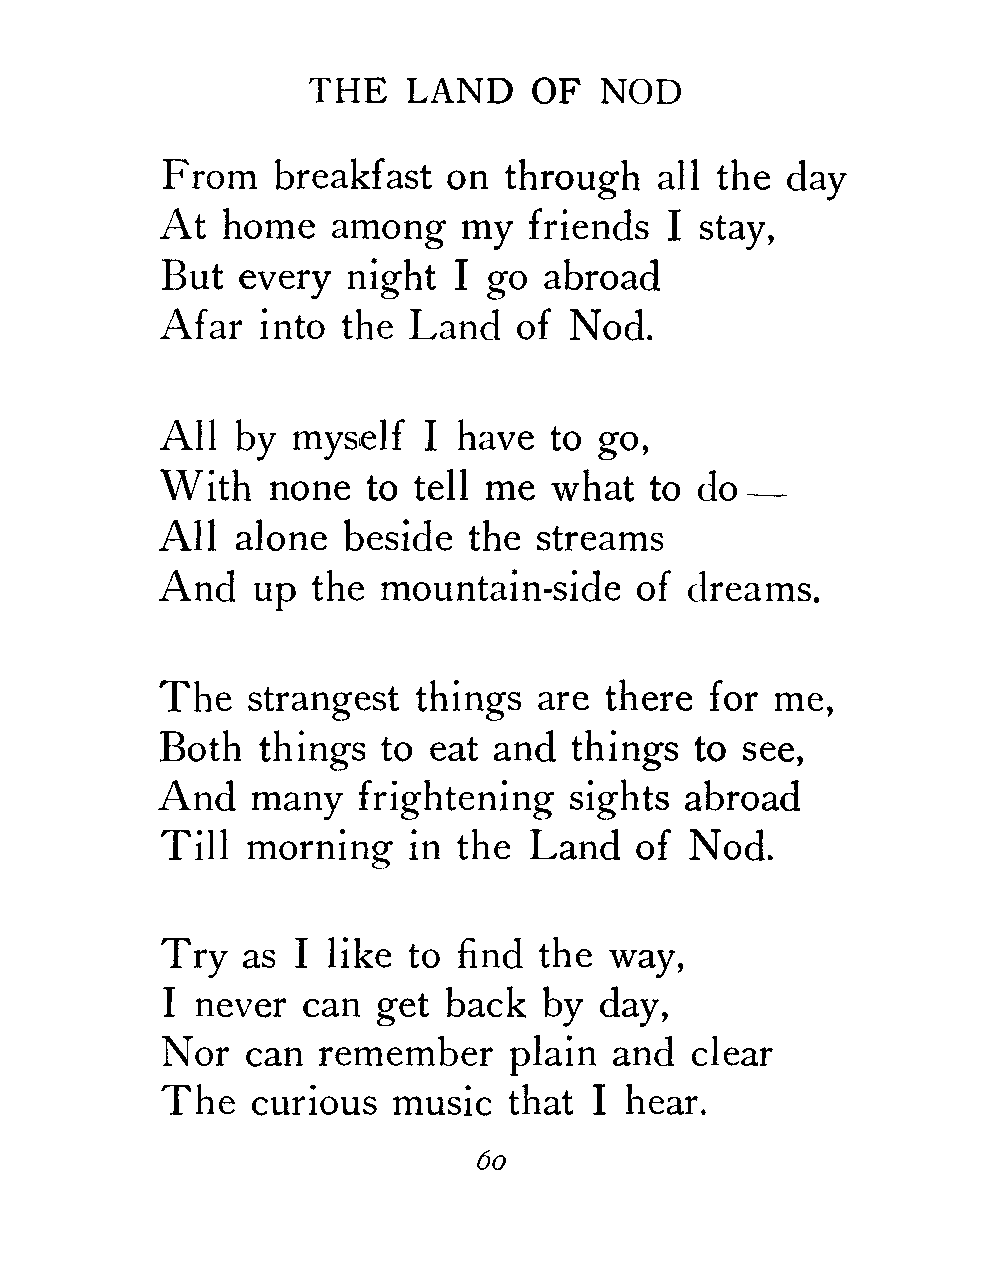 THE LAND OF NOD
From breakfast on through all the day
At home among my friends I stay,
But every night I go abroad
Afar into the Land of Nod.
All by myself I have to go,
With none to tell me what to do—
All alone beside the streams
And up the mountain-side of dreams.
The strangest things are there for me,
Both things to eat and things to see,
And many frightening sights abroad
Till morning in the Land of Nod.
Try as I like to find the way,
I never can get back by day,
Nor can remember plain and clear
The curious music that I hear.
60